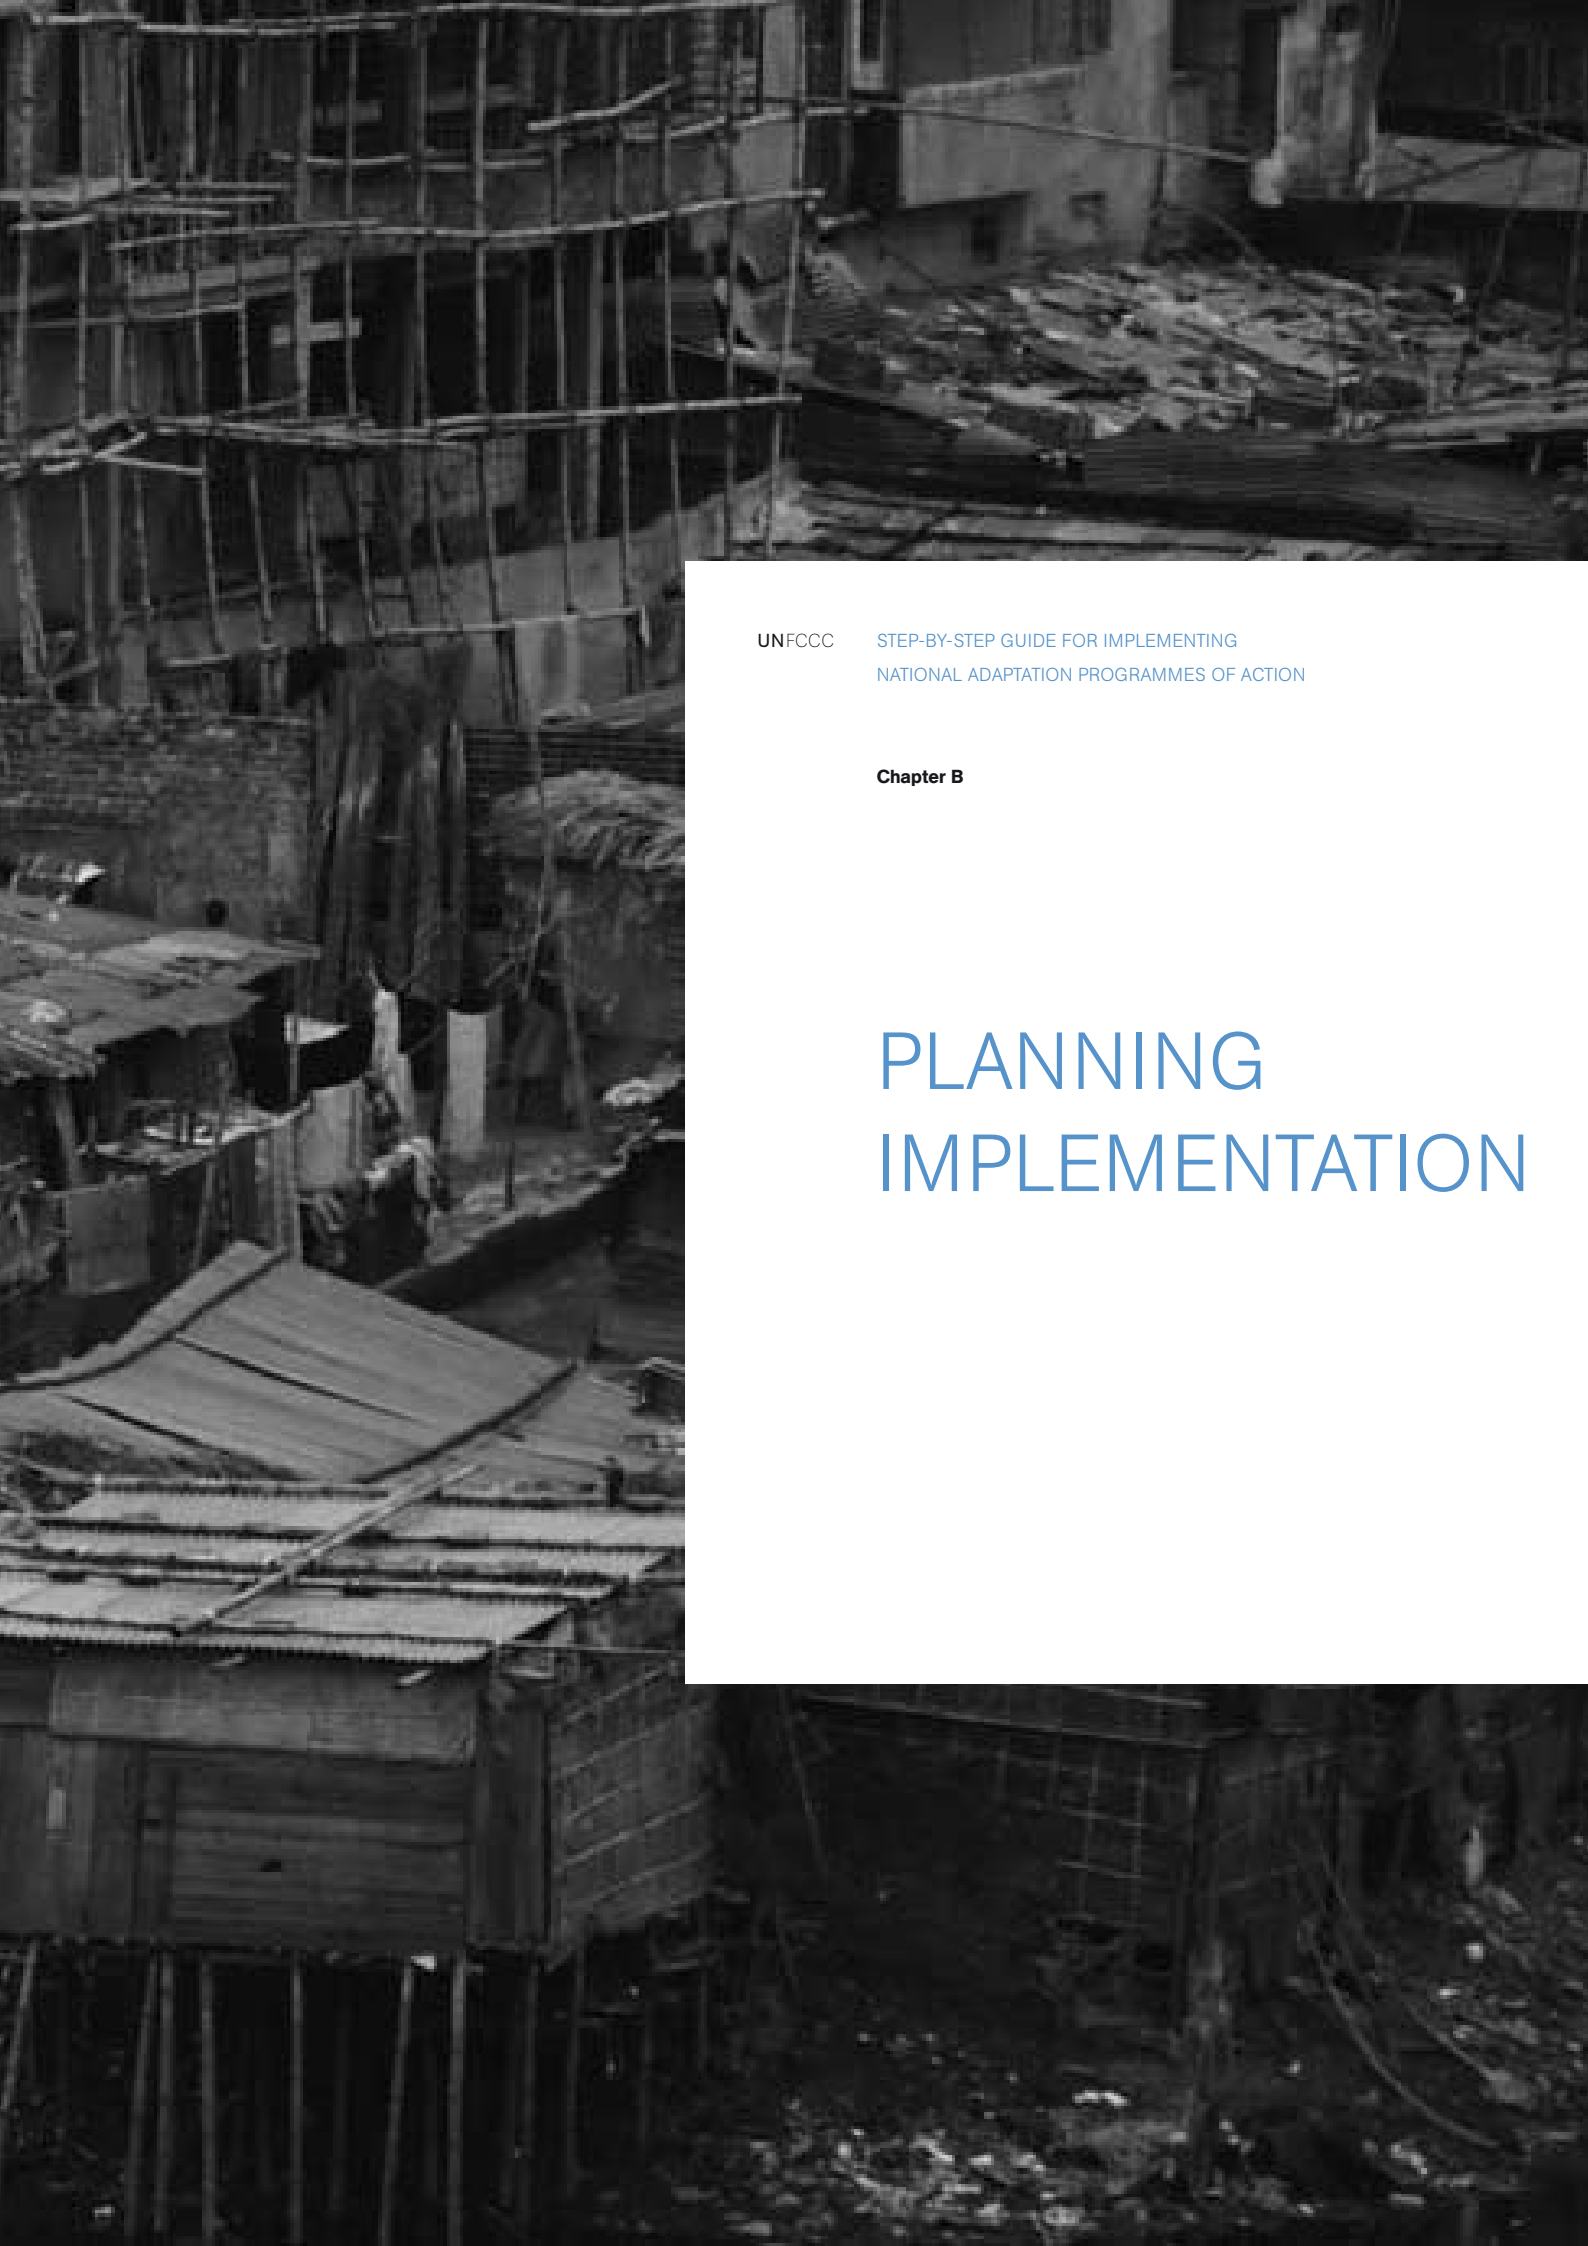 UNFCCC STEP-BY-STEP GUIDE FOR IMPLEMENTING
NATIONAL ADAPTATION PROGRAMMES OF ACTION
Chapter B
PLANNING
IMPLEMENTATION